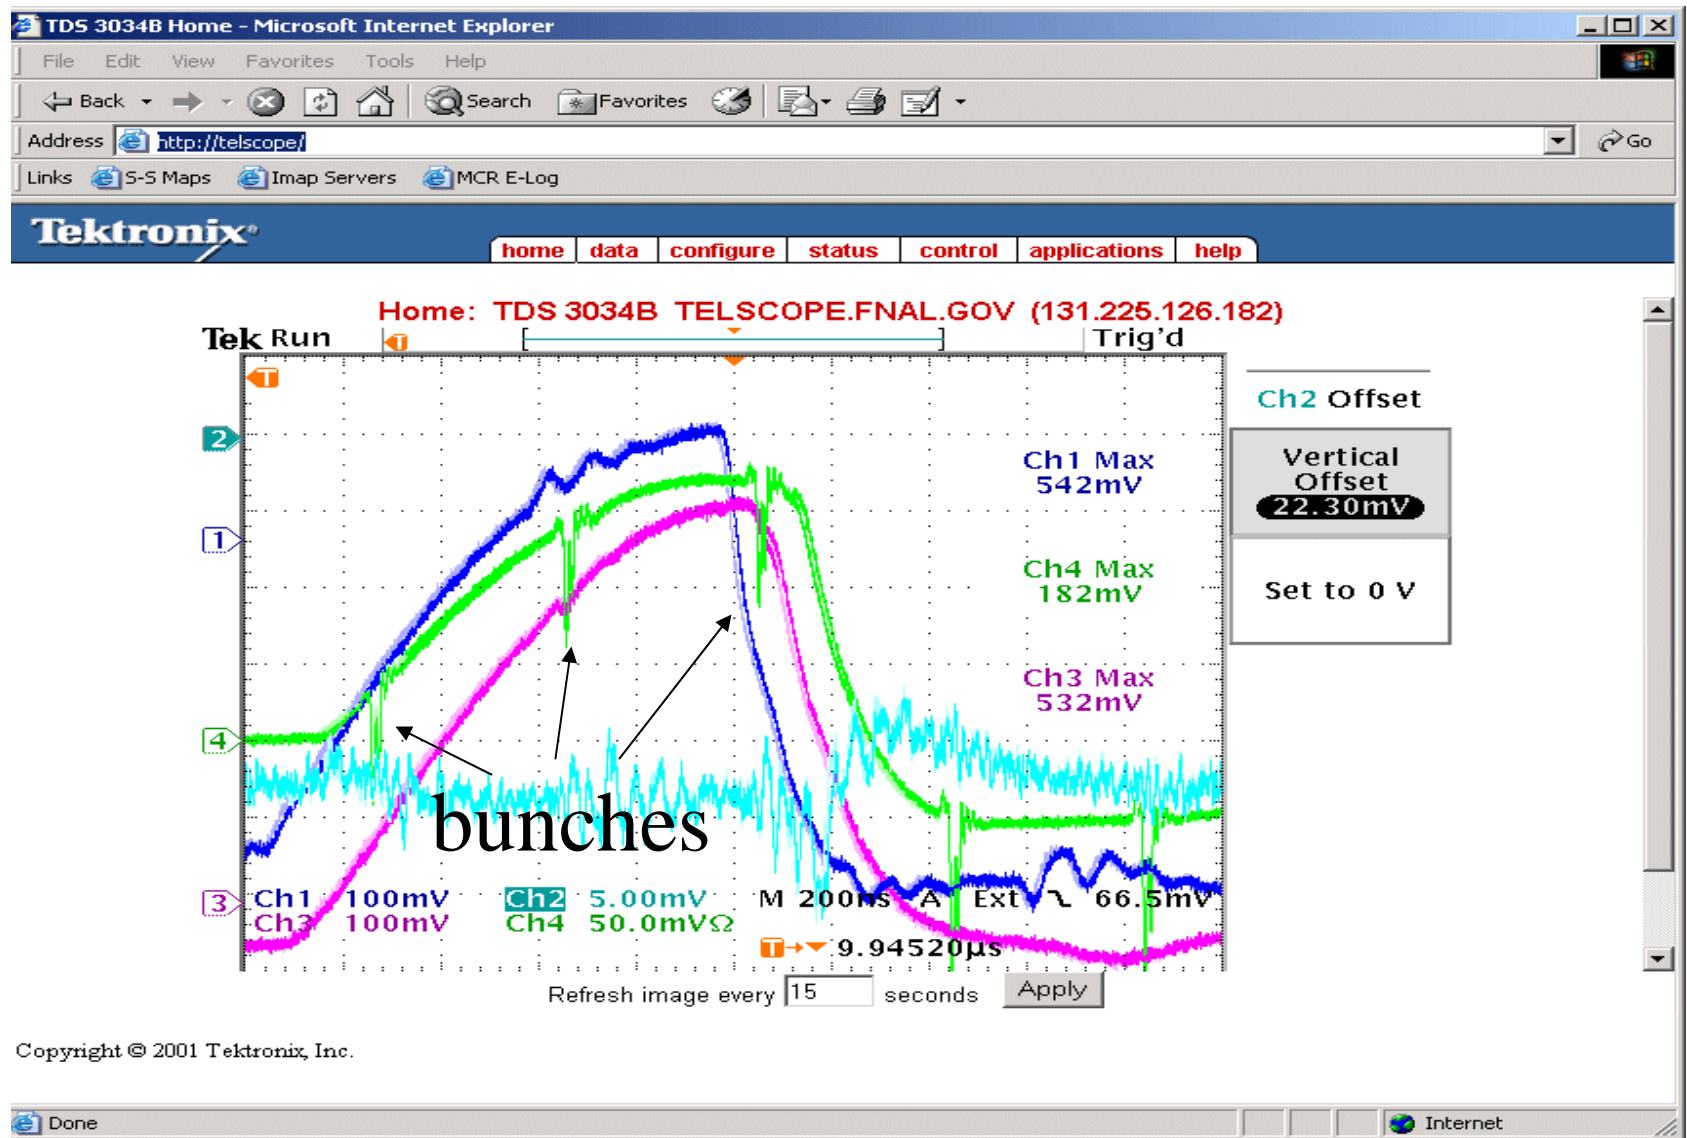 TDS 3034B Home - Microsoft Internet Explorer
File Edit View Favorites Tools Help
Back Search Favorites
Address http://telscope/ Go
Links S-S Maps Imap Servers MCR E-Log
Tektronix®
home data configure status control applications help
Home: TDS 3034B TELSCOPE.FNAL.GOV (131.225.126.182)
Tek Run T [ ] Trig'd
T
Ch2 Offset
2
Vertical
Offset
22.30mV
Ch1 Max
542mV
1
Ch4 Max
182mV
Set to 0 V
Ch3 Max
532mV
4
bunches
3
Ch1 100mV Ch2 5.00mV M 200ns A Ext 66.5mV
Ch3 100mV Ch4 50.0mVΩ
T→ 9.94520µs
Refresh image every 15 seconds Apply
Copyright © 2001 Tektronix, Inc.
Done Internet